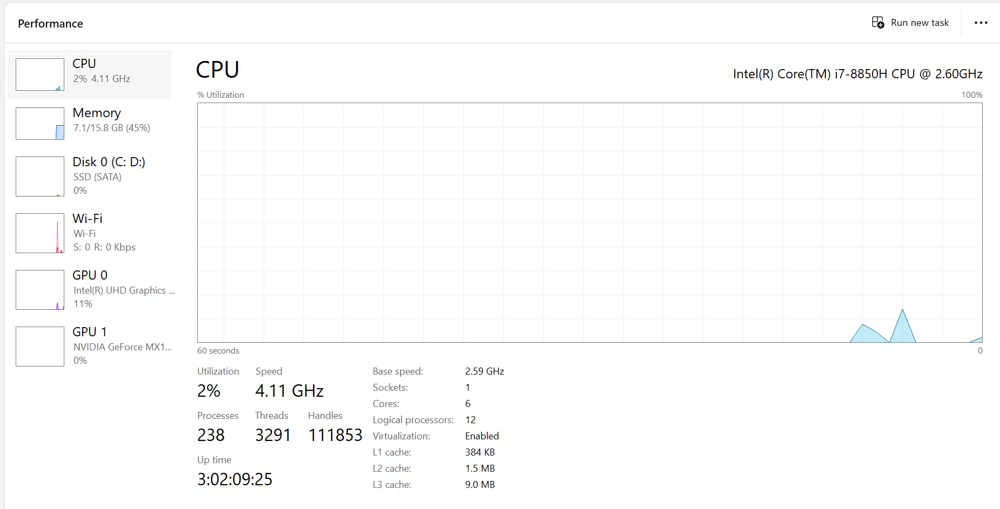 Performance
Run new task
CPU
2% 4.11 GHz
Memory
7.1/15.8 GB (45%)
Disk 0 (C: D:)
SSD (SATA)
0%
Wi-Fi
Wi-Fi
S: 0 R: 0 Kbps
GPU 0
Intel(R) UHD Graphics ...
11%
GPU 1
NVIDIA GeForce MX1...
0%
CPU
Intel(R) Core(TM) i7-8850H CPU @ 2.60GHz
% Utilization
100%
60 seconds
0
Utilization Speed
2% 4.11 GHz
Processes Threads Handles
238 3291 111853
Up time
3:02:09:25
Base speed: 2.59 GHz
Sockets: 1
Cores: 6
Logical processors: 12
Virtualization: Enabled
L1 cache: 384 KB
L2 cache: 1.5 MB
L3 cache: 9.0 MB